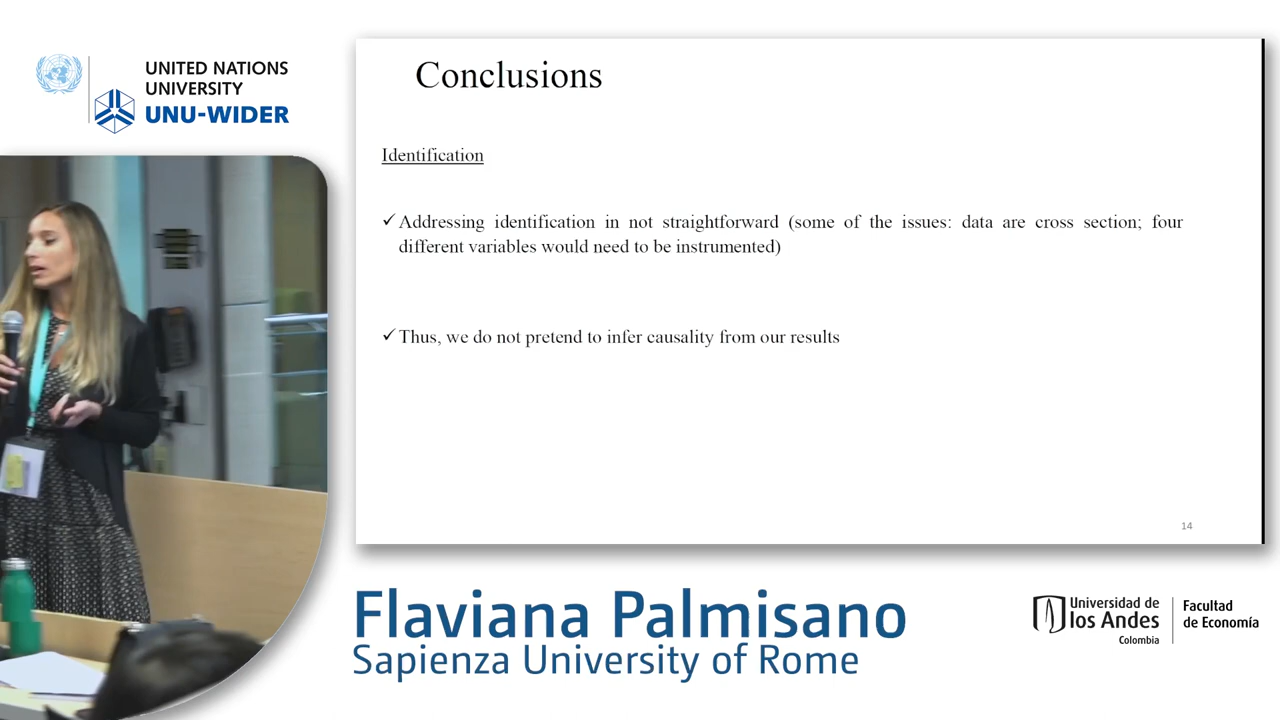 UNITED NATIONS
UNIVERSITY
UNU-WIDER
Conclusions
Identification
✓ Addressing identification in not straightforward (some of the issues: data are cross section; four
different variables would need to be instrumented)
✓ Thus, we do not pretend to infer causality from our results
14
Flaviana Palmisano
Sapienza University of Rome
Universidad de
los Andes
Colombia
Facultad
de Economía